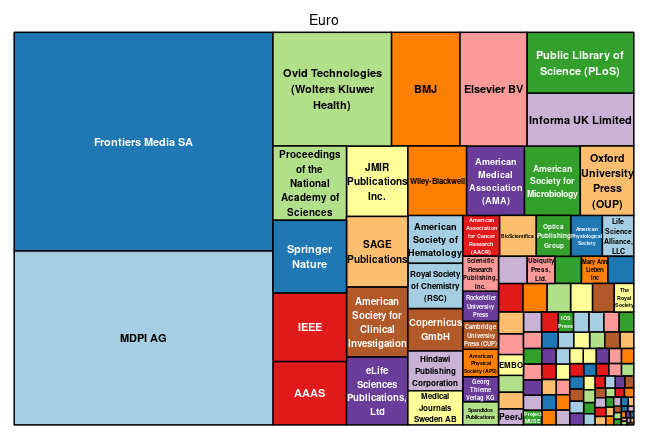 Euro
Frontiers Media SA
MDPI AG
Ovid Technologies
(Wolters Kluwer
Health)
BMJ
Elsevier BV
Public Library of
Science (PLoS)
Informa UK Limited
Proceedings
of the
National
Academy of
Sciences
JMIR
Publications
Inc.
Wiley-Blackwell
American
Medical
Association
(AMA)
American
Society for
Microbiology
Oxford
University
Press
(OUP)
Springer
Nature
SAGE
Publications
American
Society of
Hematology
American
Association
for Cancer
Research
(AACR)
BioScientifica
Optica
Publishing
Group
American
Physiological
Society
Life
Science
Alliance,
LLC
Royal Society
of Chemistry
(RSC)
Scientific
Research
Publishing,
Inc.
Ubiquity
Press,
Ltd.
Mary Ann
Liebert
Inc
The
Royal
Society
IEEE
American
Society for
Clinical
Investigation
Copernicus
GmbH
Rockefeller
University
Press
Cambridge
University
Press (CUP)
IOS
Press
AAAS
eLife
Sciences
Publications,
Ltd
Hindawi
Publishing
Corporation
American
Physical
Society (APS)
EMBO
Georg
Thieme
Verlag KG
Medical
Journals
Sweden AB
Spandidos
Publications
PeerJ
Project
MUSE